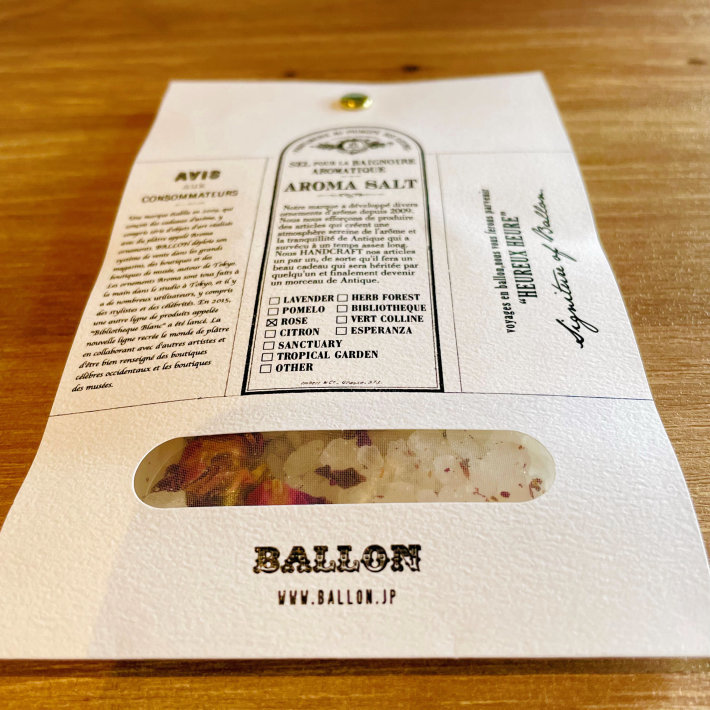 AVIS
AUX
CONSOMMATEURS
Une marque établie en 2009, qui
conçoit des cadeaux d'arôme, y
compris des
avec du plâtre appelé Aroma
Ornament. BALLON déploie son
système de vente dans les grands
magasins, les boutiques et des
boutiques de musée, autour de Tokyo.
Les ornements Aroma sont tous faits à
la main dans le studio à Tokyo, et il y
a de nombreux utilisateurs, y compris
des stylistes et des célébrités. En 2015,
une autre ligne de produits appelée
"Bibliotheque Blanc" a été lancé. La
nouvelle ligne recrée le monde de plâtre
en collaborant avec d'autres artistes et
d'être bien renseigné des boutiques
célèbres occidentaux et les boutiques
des musées.
SEL POUR LA BAIGNOIRE
AROMATIQUE
AROMA SALT
Notre marque a développé divers
ornements d'arôme depuis 2009.
Nous nous efforçons de produire
des articles qui créent une
atmosphère sereine de l'arôme et
la tranquillité de Antique qui a
survécu à un temps assez long.
Nous HANDCRAFT nos articles
un par un, de sorte qu'il fera un
beau cadeau qui sera héritée par
quelqu'un et finalement devenir
un morceau de Antique.
LAVENDER
HERB FOREST
POMELO
BIBLIOTHEQUE
ROSE
VERT COLLINE
CITRON
ESPERANZA
SANCTUARY
TROPICAL GARDEN
OTHER
voyages en ballon,nous vous ferons parvenir
"HEUREUX HEURE"
Signature of Ballon.
BALLON
WWW.BALLON.JP